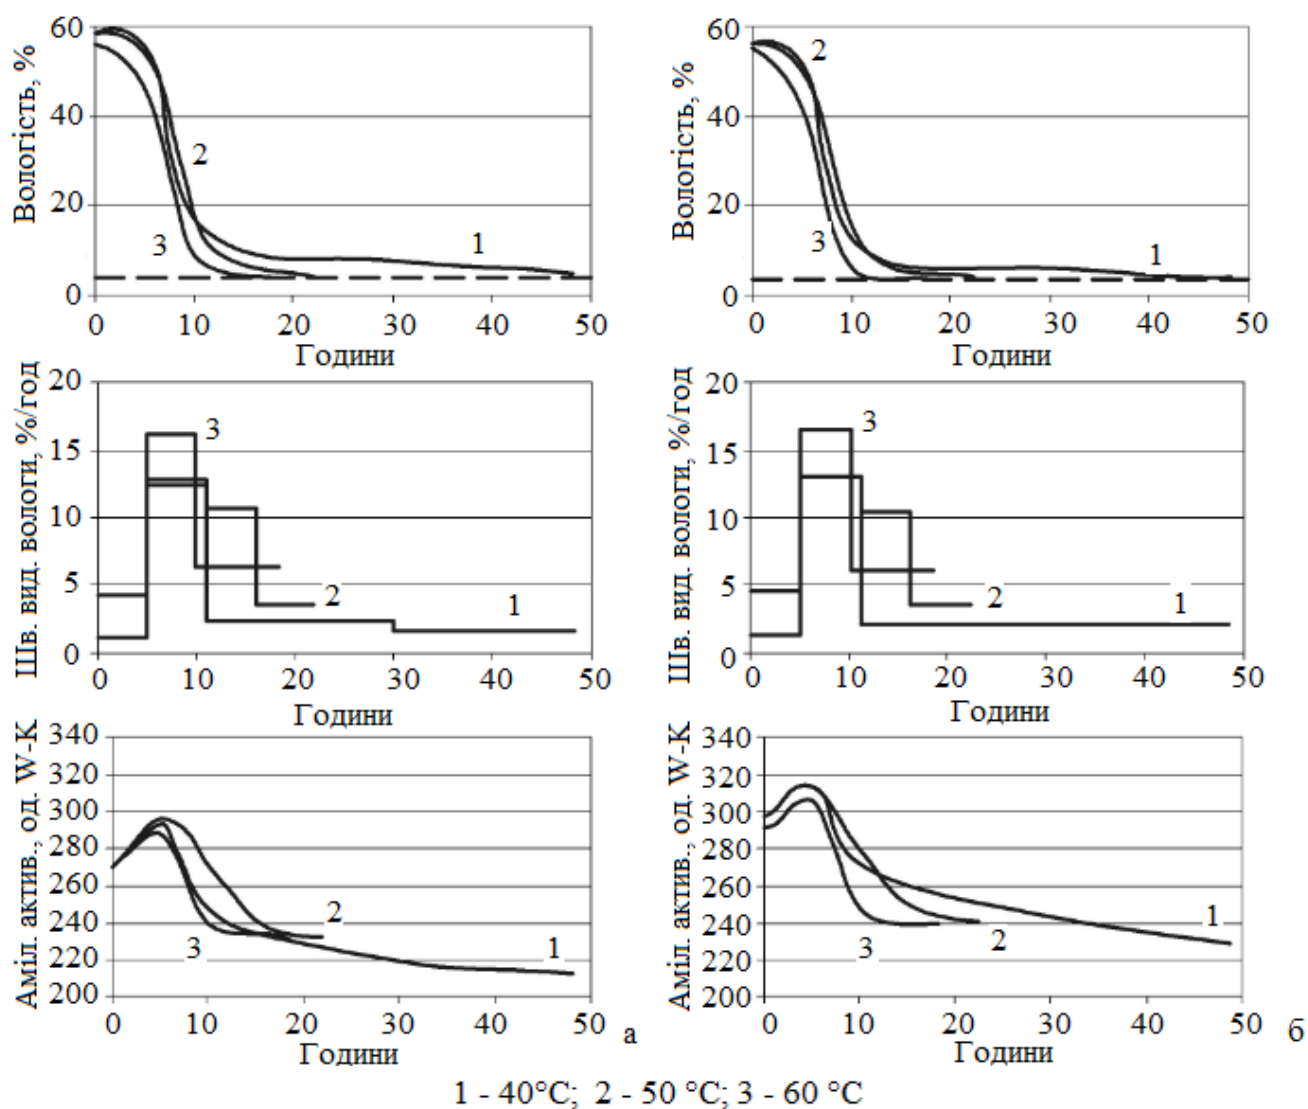 60
40
20
0
Вологість, %
2
3
1
0 10 20 30 40 50
Години
60
40
20
0
Вологість, %
2
3
1
0 10 20 30 40 50
Години
20
15
10
5
0
Шв. вид. вологи, %/год
3
2
1
0 10 20 30 40 50
Години
20
15
10
5
0
Шв. вид. вологи, %/год
3
2
1
0 10 20 30 40 50
Години
340
320
300
280
260
240
220
200
Аміл. актив., од. W-K
2
3
1
0 10 20 30 40 50
Години
а
340
320
300
280
260
240
220
200
Аміл. актив., од. W-K
1
3
2
0 10 20 30 40 50
Години
б
1 - 40°C; 2 - 50 °C; 3 - 60 °C